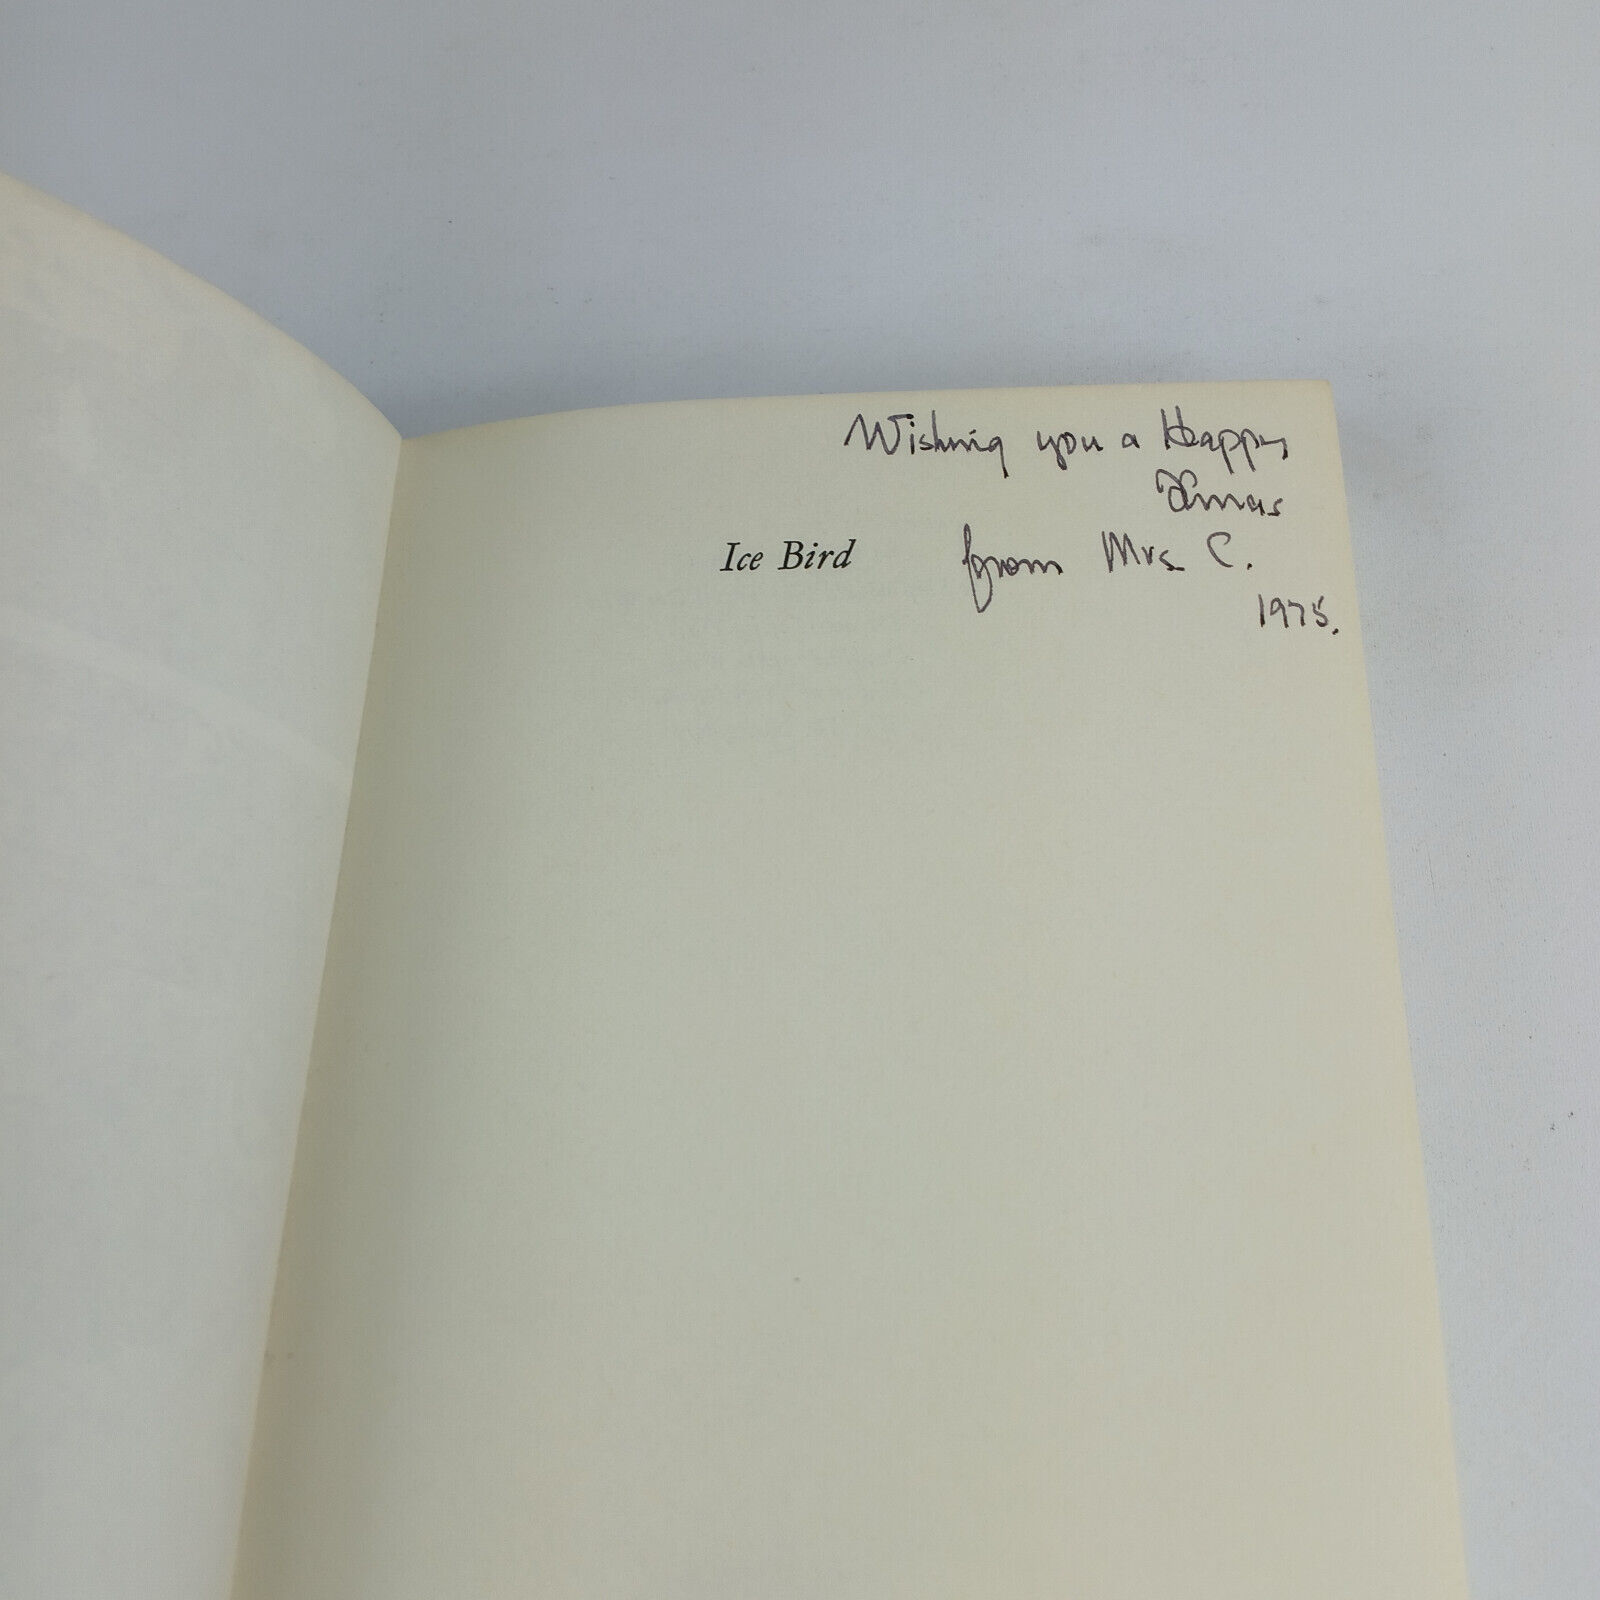 Wishing you a Happy
Xmas
Ice Bird
from Mrs C.
1975.